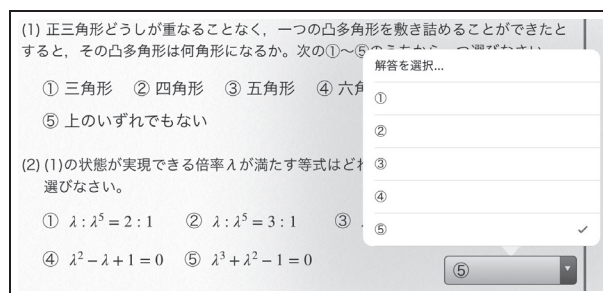 (1) 正三角形どうしが重なることなく，一つの凸多角形を敷き詰めることができたと
すると，その凸多角形は何角形になるか。次の①～⑤
① 三角形 ② 四角形 ③ 五角形 ④ 六角
⑤ 上のいずれでもない
(2) (1)の状態が実現できる倍率λが満たす等式は
選びなさい。
① λ : λ⁵ = 2 : 1 ② λ : λ⁵ = 3 : 1 ③
④ λ² − λ + 1 = 0 ⑤ λ³ + λ² − 1 = 0
解答を選択...
①
②
③
④
⑤
⑤